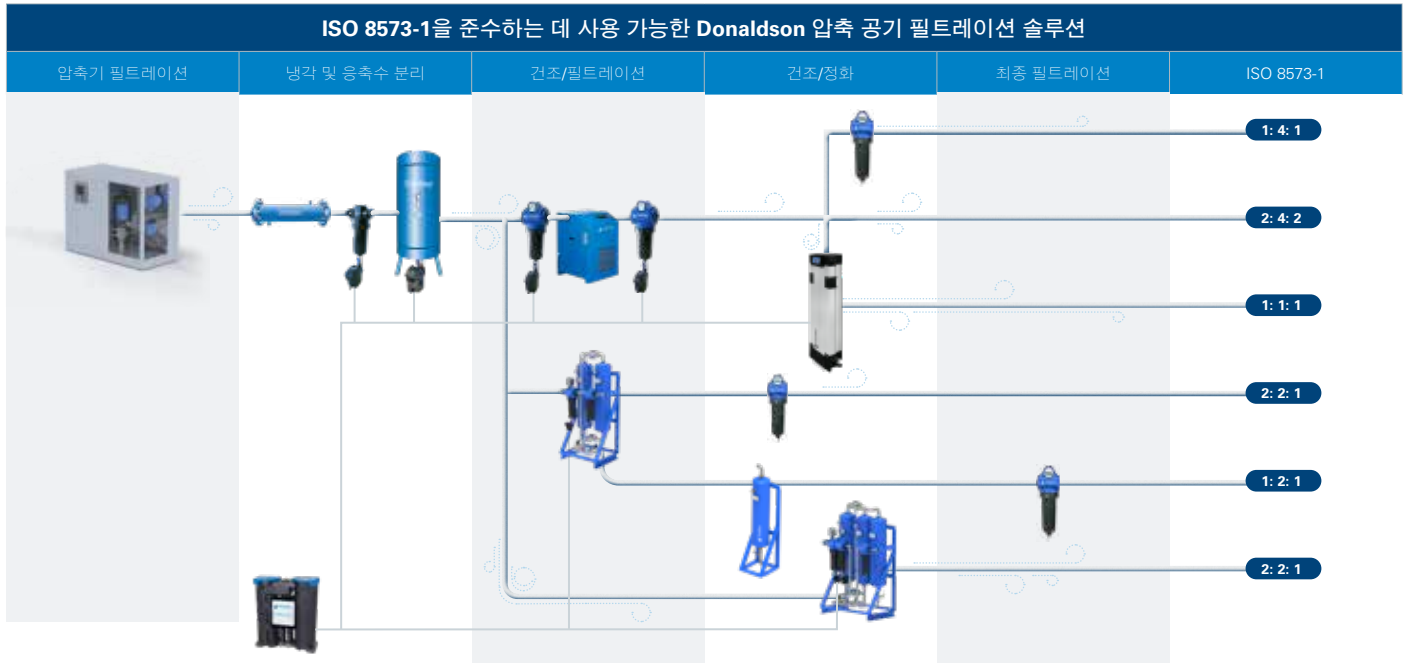 ISO 8573-1을 준수하는 데 사용 가능한 Donaldson 압축 공기 필트레이션 솔루션
압축기 필트레이션
냉각 및 응축수 분리
건조/필트레이션
건조/정화
최종 필트레이션
ISO 8573-1
1: 4: 1
2: 4: 2
1: 1: 1
2: 2: 1
1: 2: 1
2: 2: 1